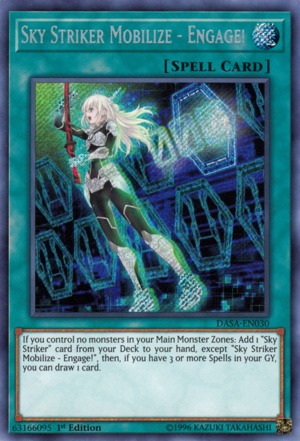 Sky Striker Mobilize - Engage!
[Spell Card]
DASA-EN030
If you control no monsters in your Main Monster Zones: Add 1 "Sky
Striker" card from your Deck to your hand, except "Sky Striker
Mobilize - Engage!", then, if you have 3 or more Spells in your GY,
you can draw 1 card.
63166095 1st Edition ©1996 KAZUKI TAKAHASHI